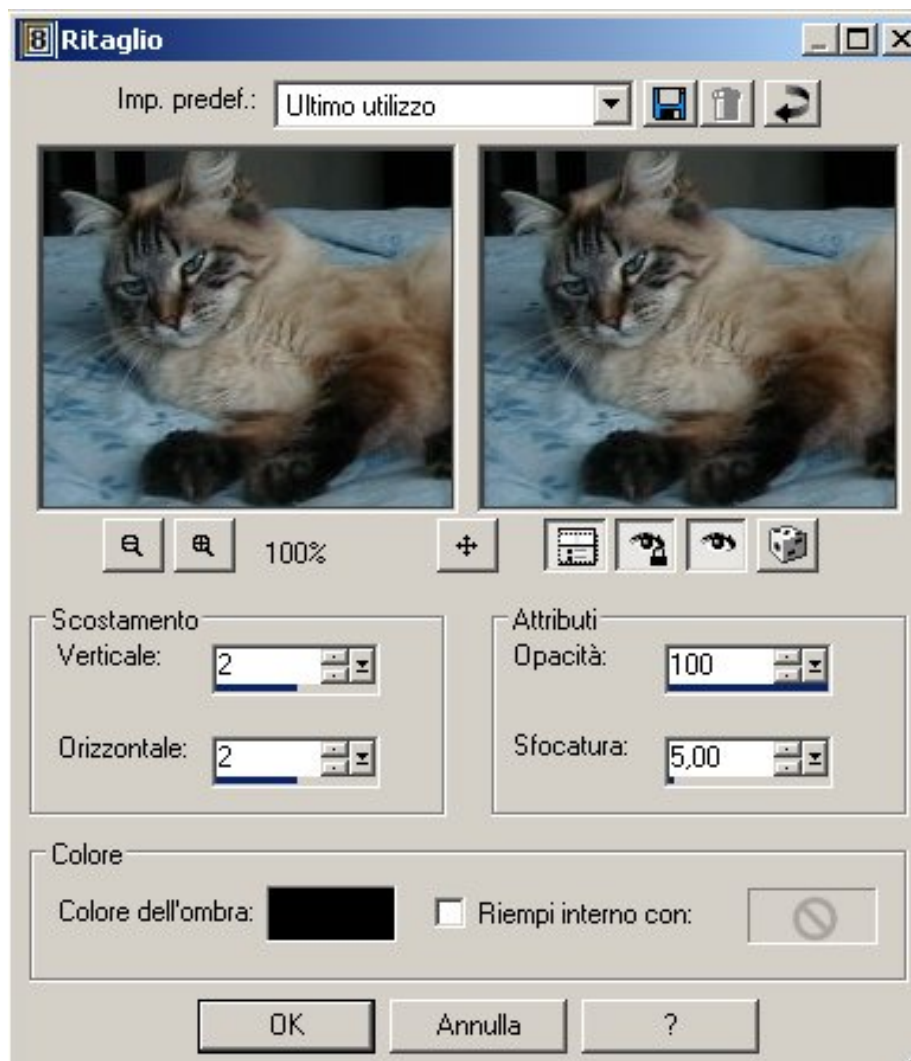 8 Ritaglio
Imp. predef.: Ultimo utilizzo
100%
Scostamento
Verticale: 2
Orizzontale: 2
Attributi
Opacità: 100
Sfocatura: 5,00
Colore
Colore dell'ombra: Riempi interno con:
OK Annulla ?